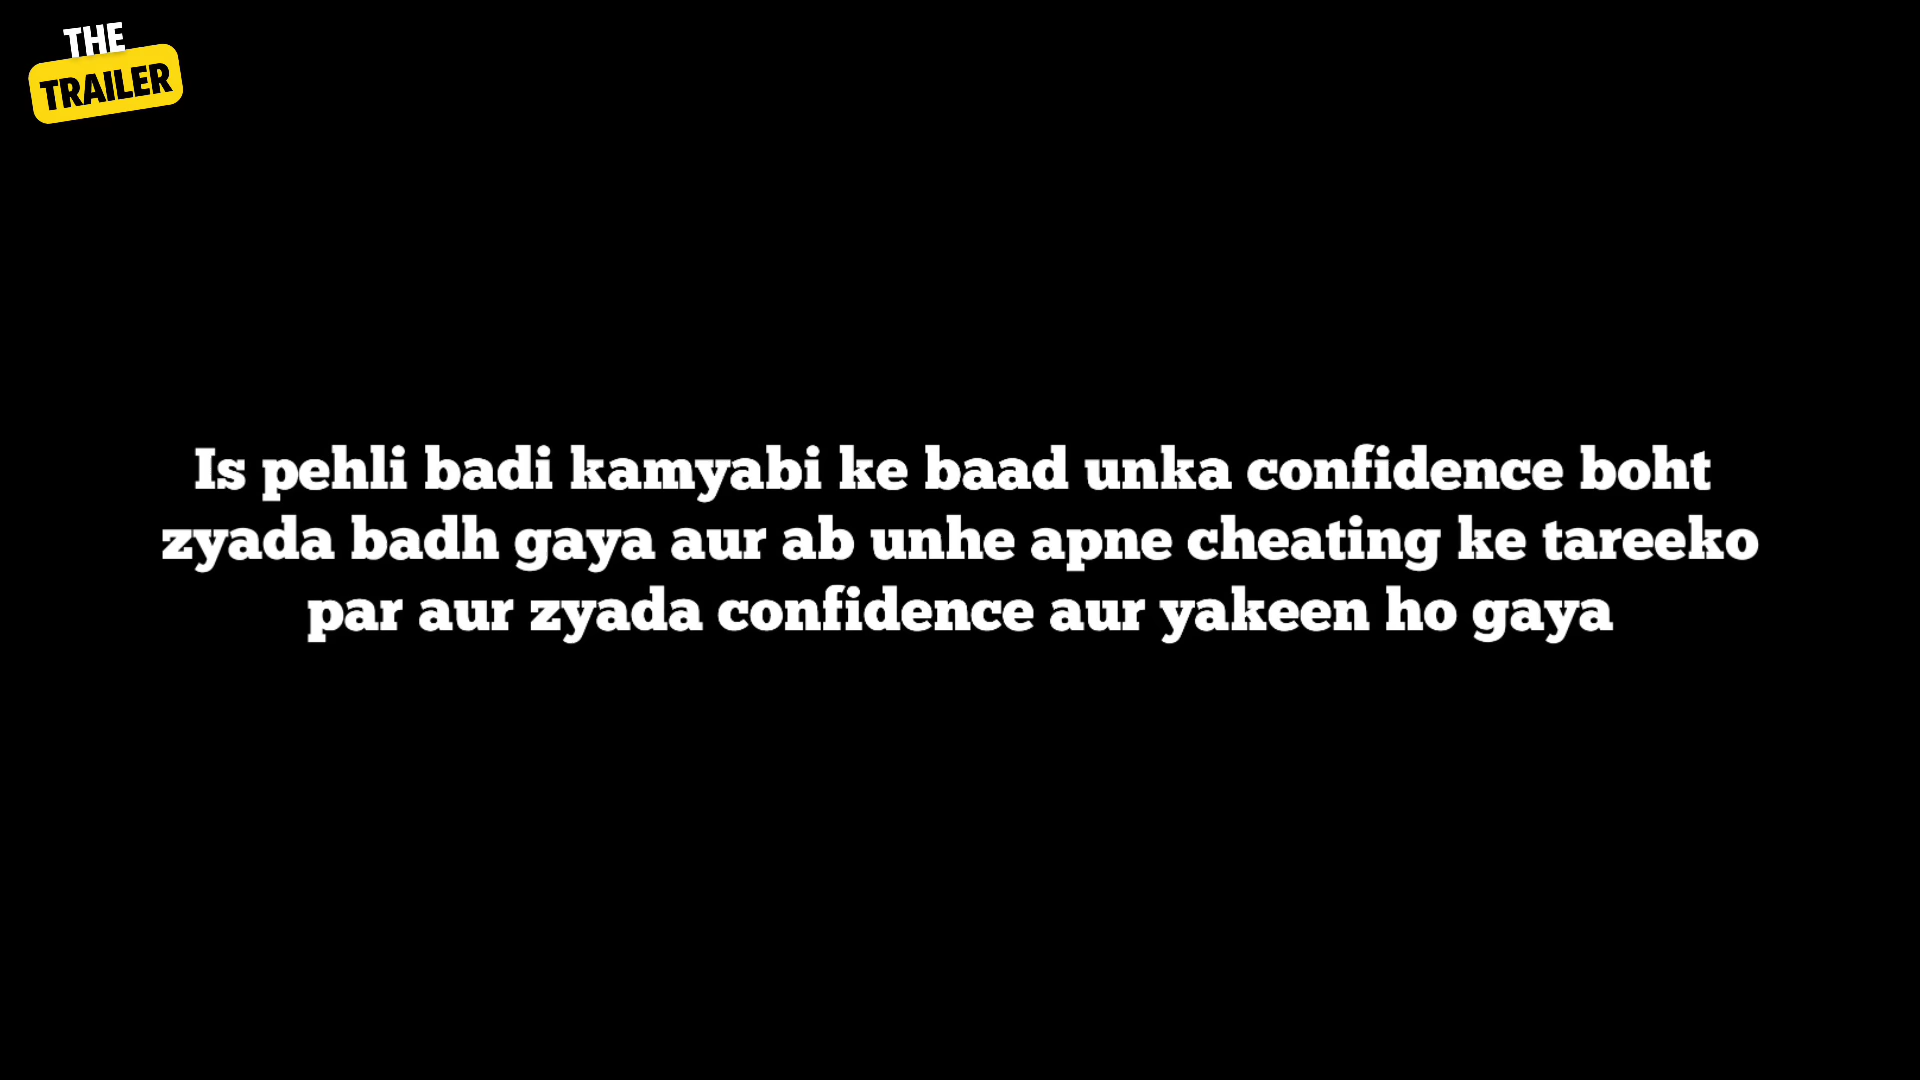 THE
TRAILER
Is pehli badi kamyabi ke baad unka confidence boht
zyada badh gaya aur ab unhe apne cheating ke tareeko
par aur zyada confidence aur yakeen ho gaya